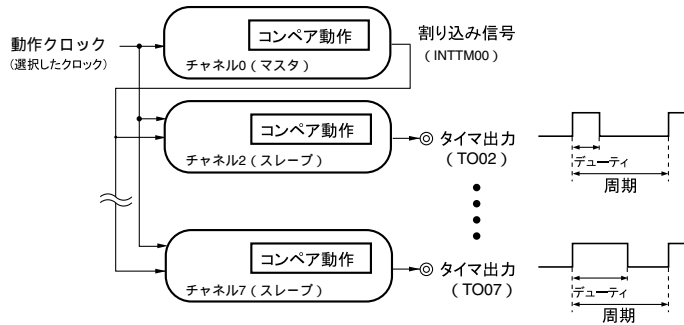 コンペア動作
動作クロック
(選択したクロック)
チャネル0(マスタ)
割り込み信号
(INTTM00)
コンペア動作
チャネル2(スレーブ)
タイマ出力
(TO02)
デューティ
周期
コンペア動作
チャネル7(スレーブ)
タイマ出力
(TO07)
デューティ
周期